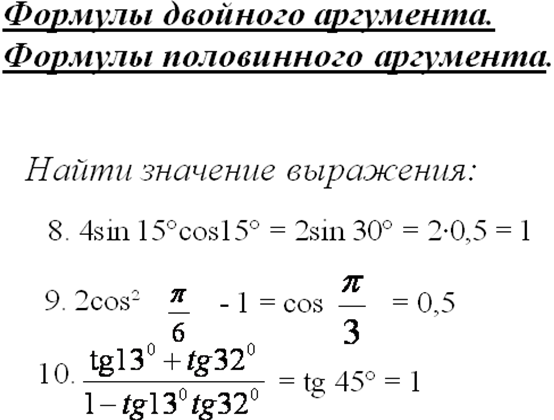 Формулы двойного аргумента.
Формулы половинного аргумента.
Найти значение выражения:
8. 4sin 15°cos15° = 2sin 30° = 2·0,5 = 1
9. 2cos² π/6 - 1 = cos π/3 = 0,5
10. (tg13⁰ + tg32⁰)/(1 − tg13⁰tg32⁰) = tg 45° = 1